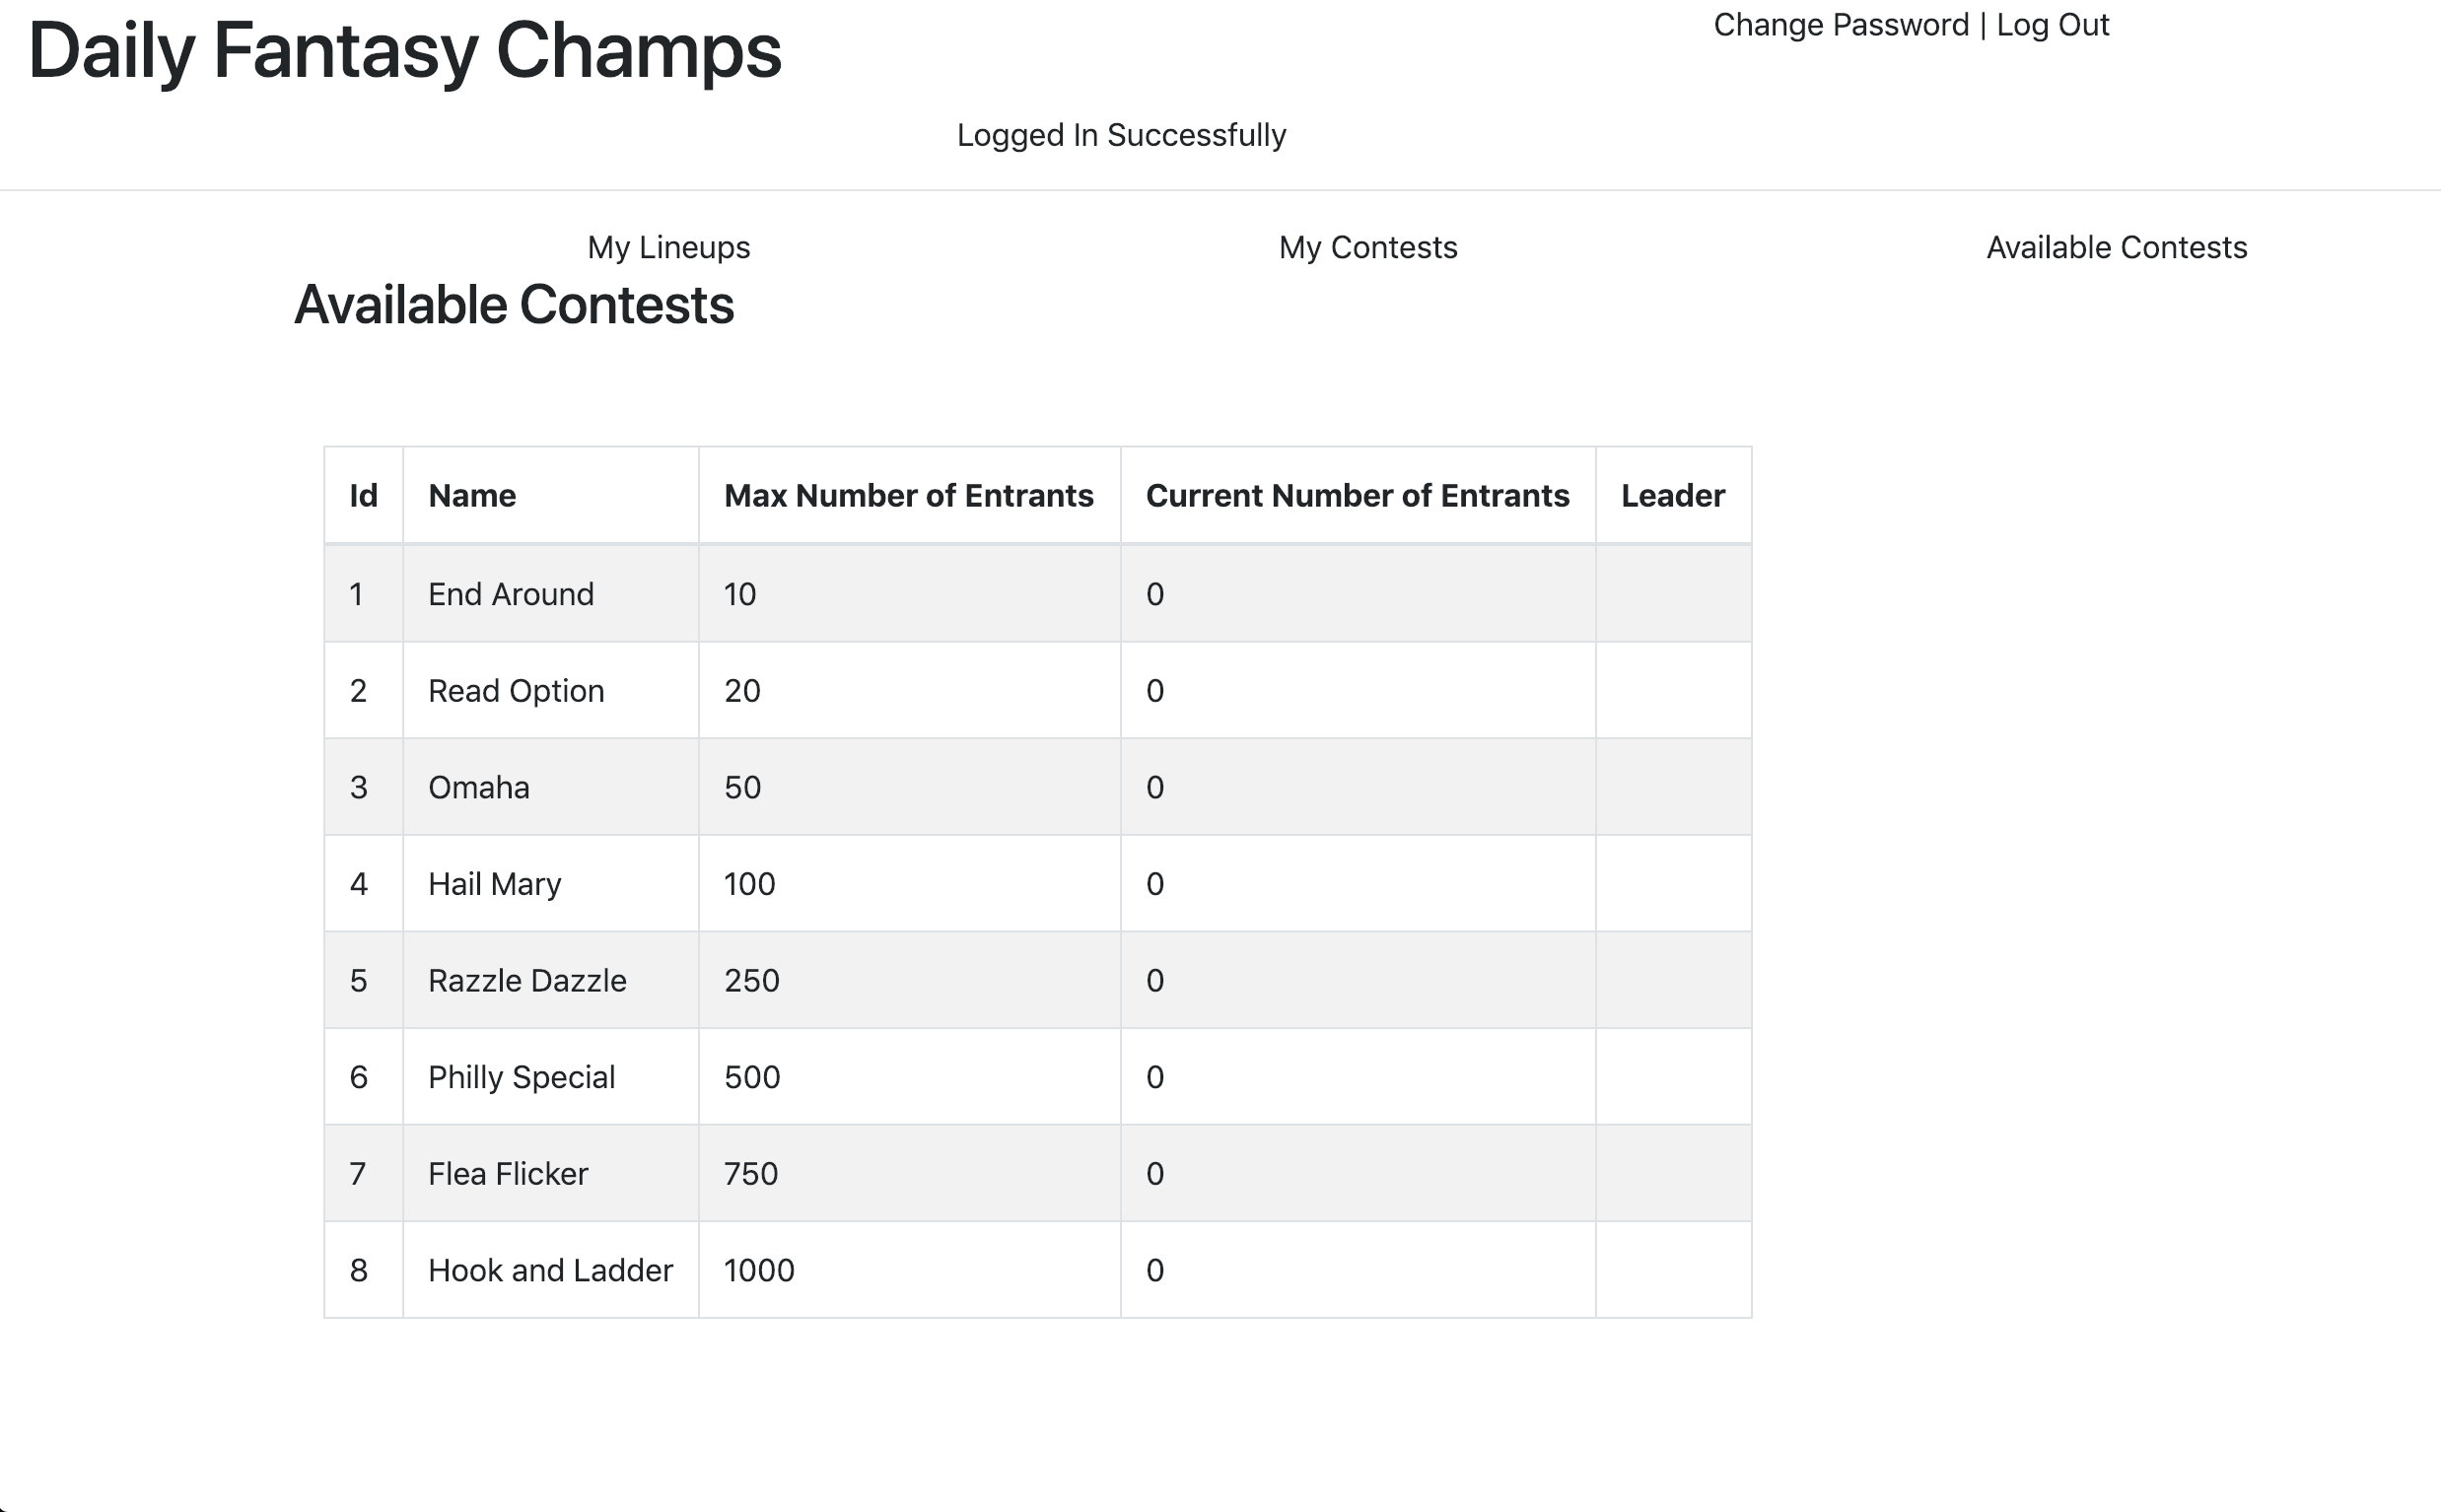 Daily Fantasy Champs
Change Password | Log Out
Logged In Successfully
My Lineups My Contests Available Contests
Available Contests
Id Name Max Number of Entrants Current Number of Entrants Leader
1 End Around 10 0
2 Read Option 20 0
3 Omaha 50 0
4 Hail Mary 100 0
5 Razzle Dazzle 250 0
6 Philly Special 500 0
7 Flea Flicker 750 0
8 Hook and Ladder 1000 0